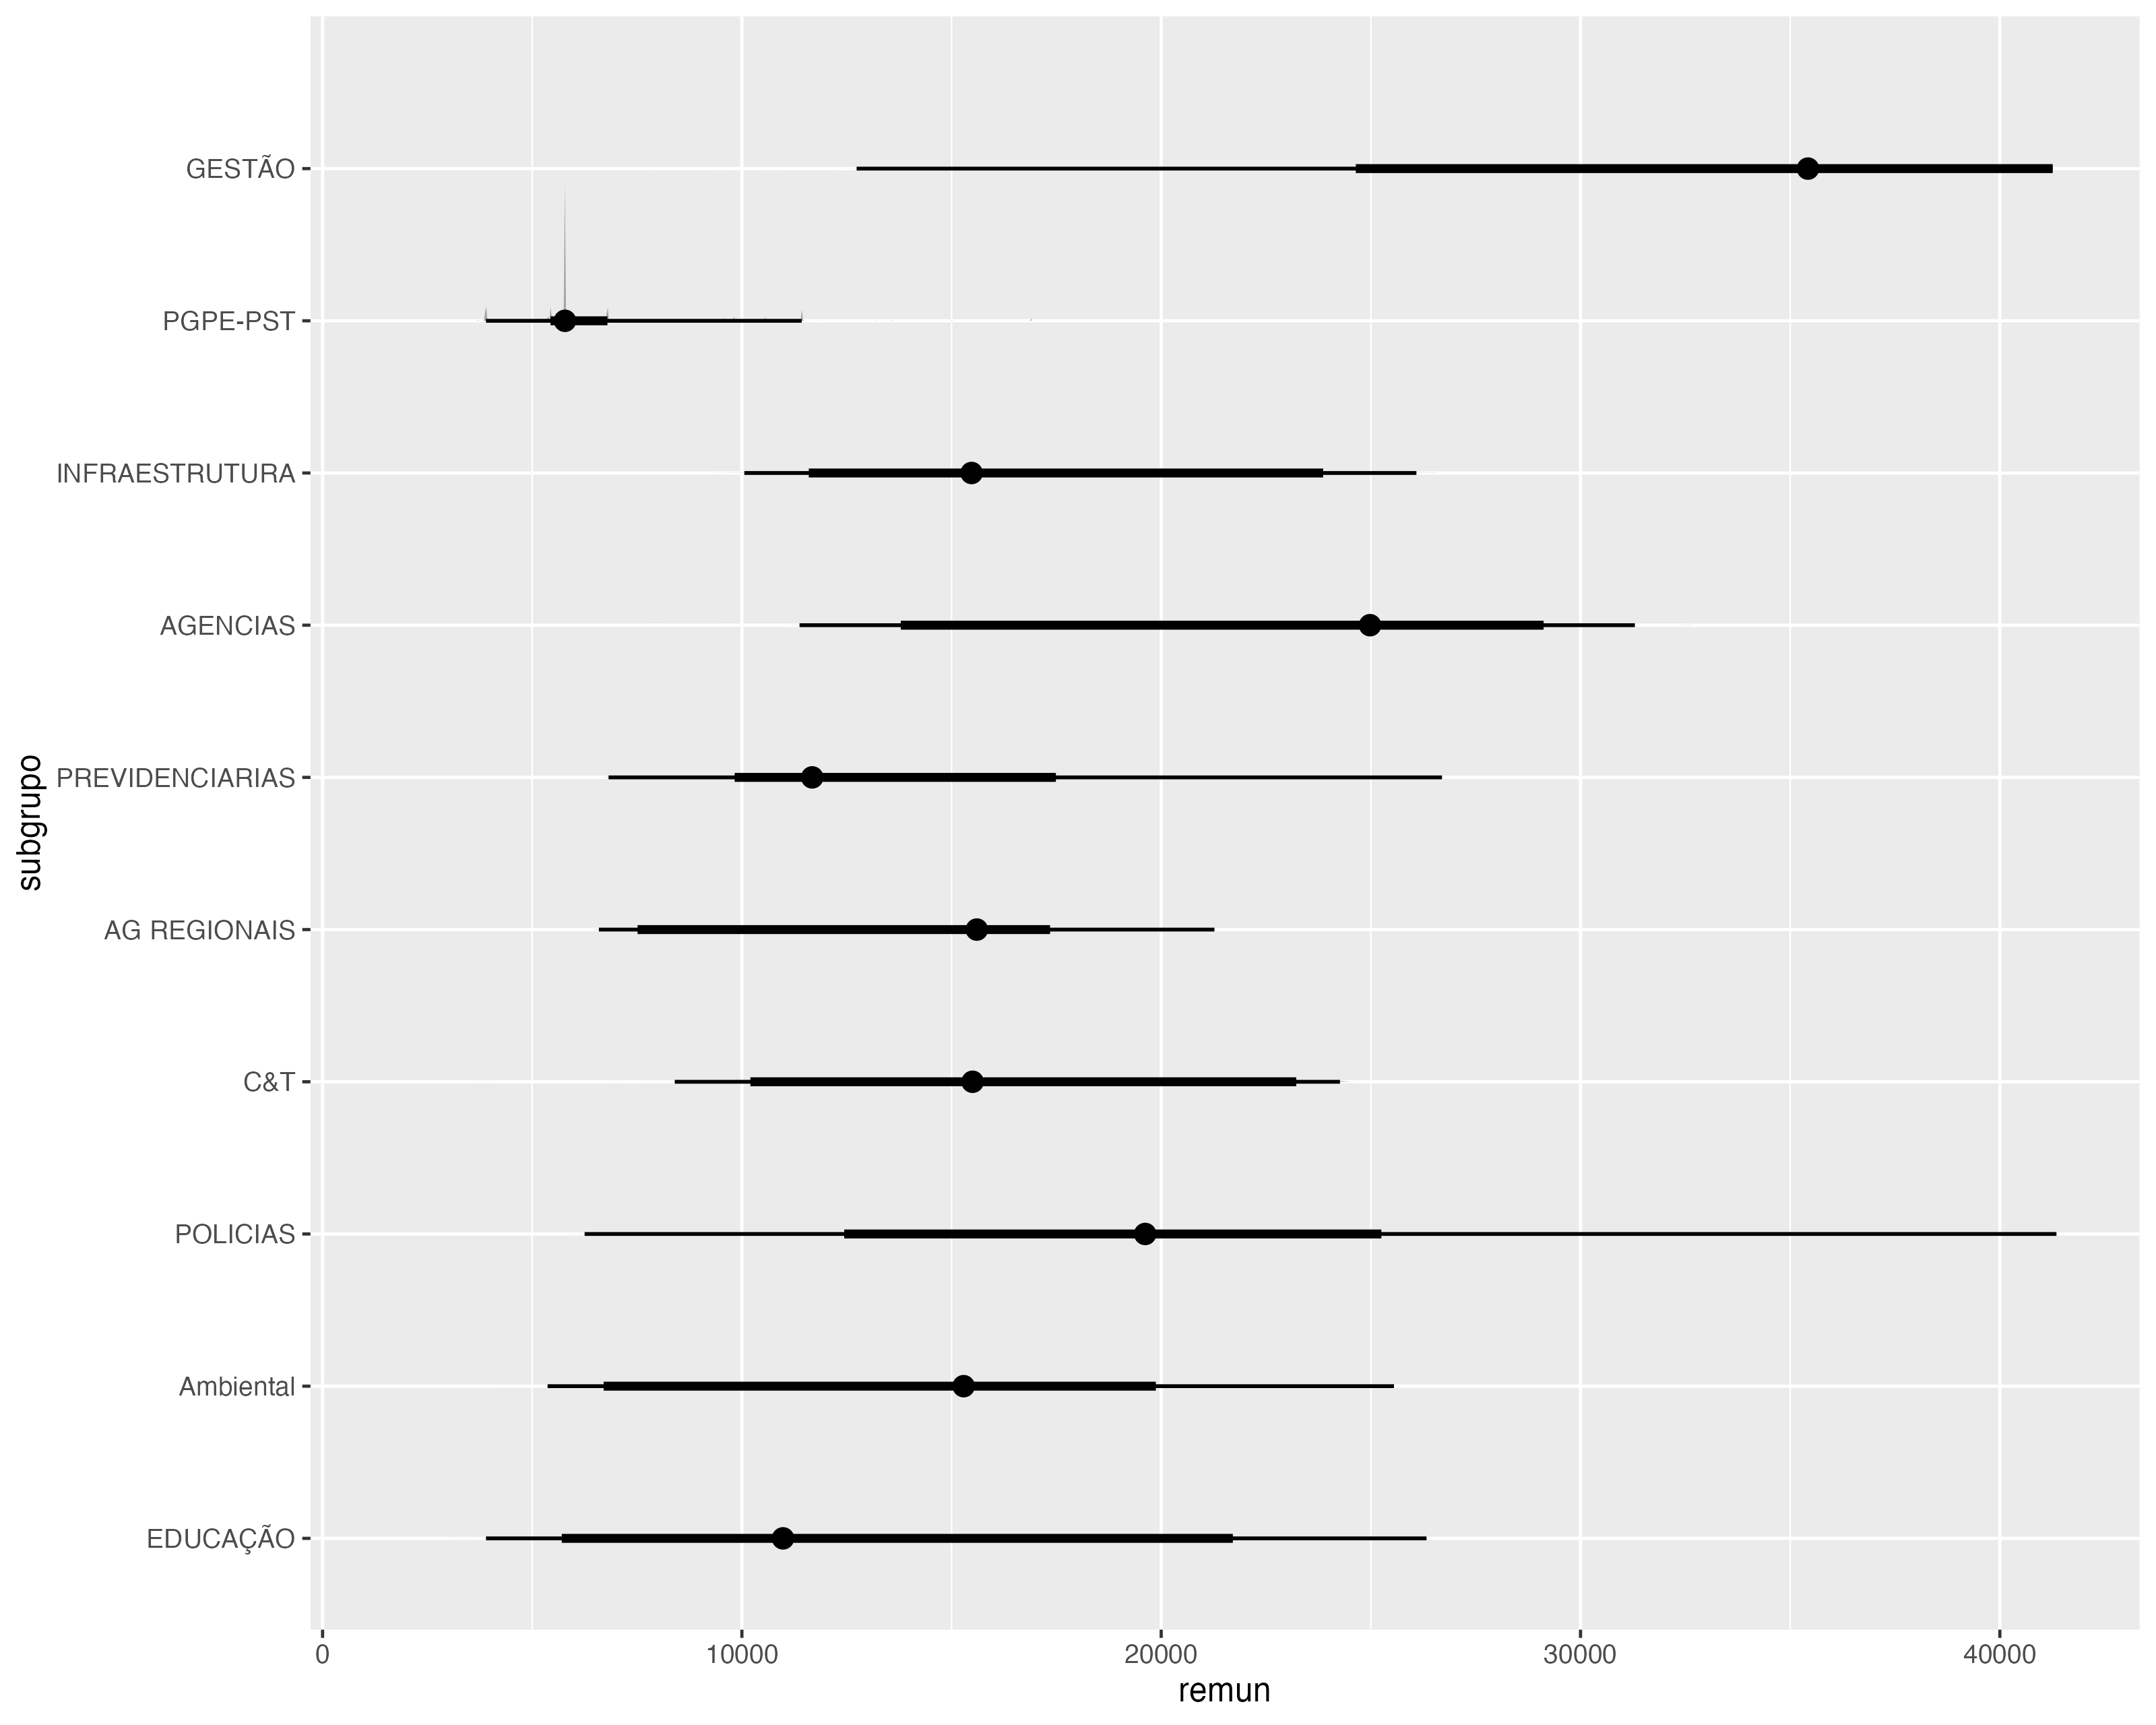 subgrupo
GESTÃO
PGPE-PST
INFRAESTRUTURA
AGENCIAS
PREVIDENCIARIAS
AG REGIONAIS
C&T
POLICIAS
Ambiental
EDUCAÇÃO
0 10000 20000 30000 40000
remun